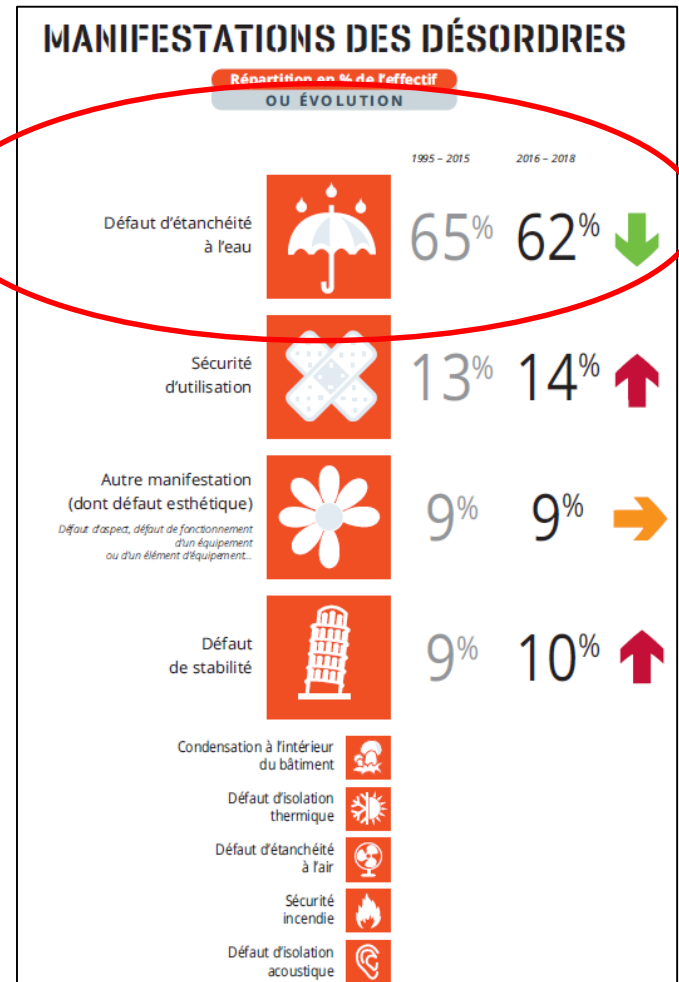 MANIFESTATIONS DES DÉSORDRES
Répartition en % de l'effectif
OU ÉVOLUTION
1995 – 2015 2016 – 2018
Défaut d'étanchéité
à l'eau
65% 62%
Sécurité
d'utilisation
13% 14%
Autre manifestation
(dont défaut esthétique)
Défaut d'aspect, défaut de fonctionnement
d'un équipement
ou d'un élément d'équipement...
9% 9%
Défaut
de stabilité
9% 10%
Condensation à l'intérieur
du bâtiment
Défaut d'isolation
thermique
Défaut d'étanchéité
à l'air
Sécurité
incendie
Défaut d'isolation
acoustique